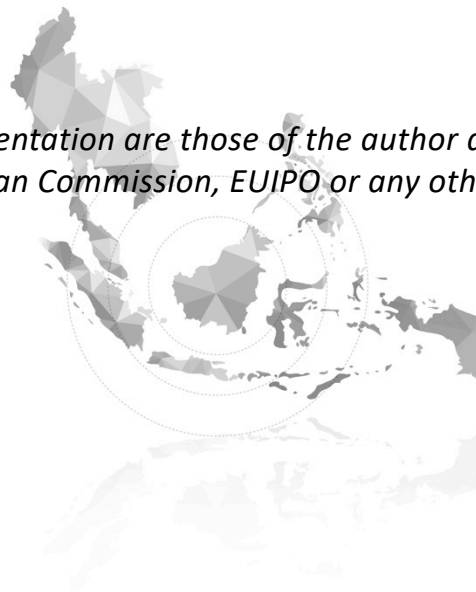 entation are those of the author
an Commission, EUIPO or any oth